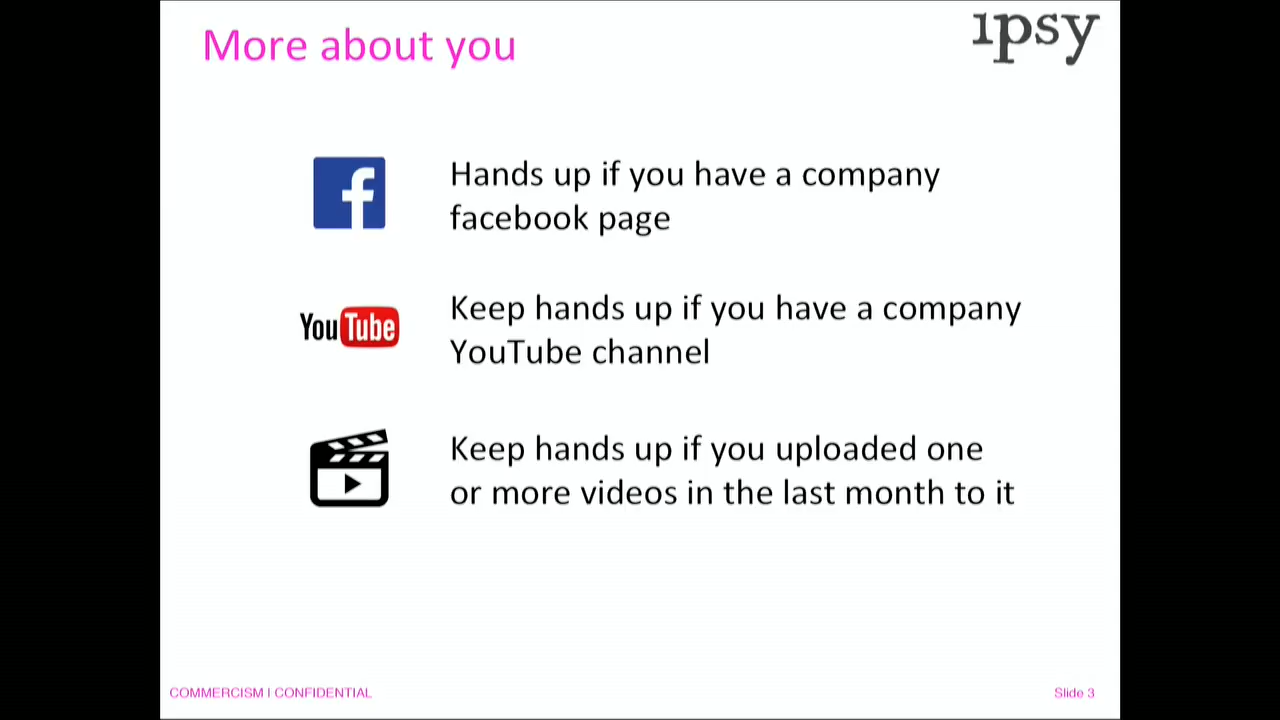 More about you
ipsy
f
Hands up if you have a company
facebook page
YouTube
Keep hands up if you have a company
YouTube channel
Keep hands up if you uploaded one
or more videos in the last month to it
COMMERCISM I CONFIDENTIAL
Slide 3